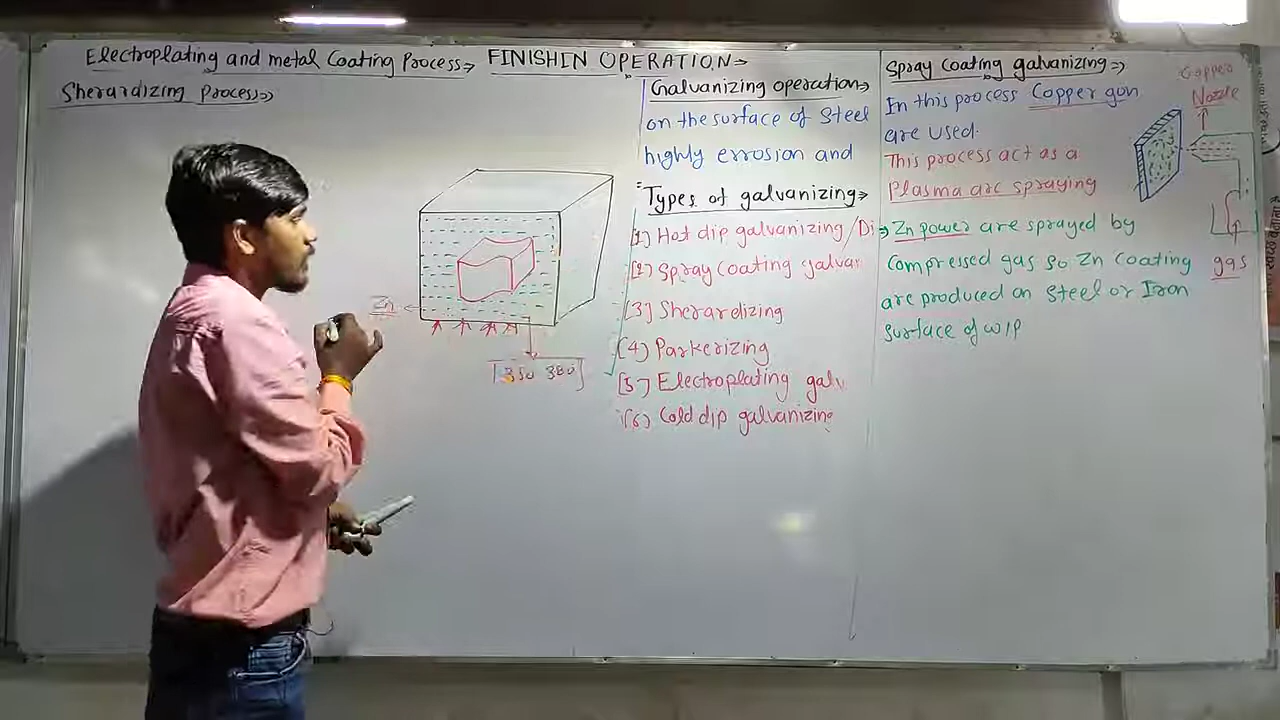 Electroplating and metal Coating Process
FINISHIN OPERATION
Sherardizing Process
Zn
350 380
Galvanizing operation
on the surface of Steel
highly errosion and
Types of galvanizing
(1) Hot dip galvanizing / Di
(2) Spray Coating galvan
(3) Sherardizing
(4) Parkerizing
(5) Electroplating galv
(6) Cold dip galvanizing
Spray Coating galvanizing
In this process Copper gun
are used.
This process act as a
Plasma arc spraying
Zn power are sprayed by
Compressed gas so Zn Coating
are produced on Steel or Iron
Surface of W/P
Copper
Nozzle
gas